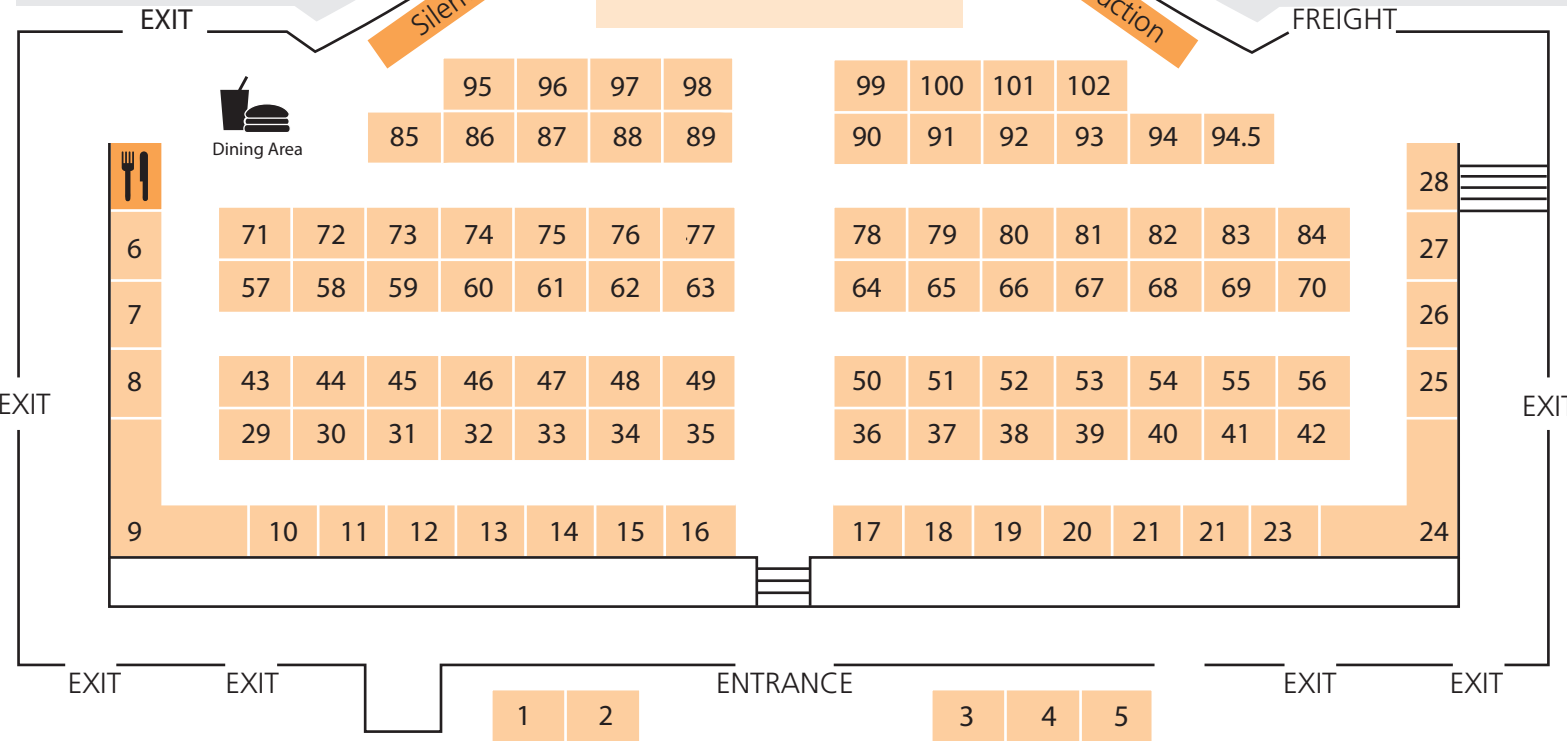 EXIT
Silen
uction
FREIGHT
95 96 97 98 99 100 101 102
Dining Area
85 86 87 88 89 90 91 92 93 94 94.5
28
6 71 72 73 74 75 76 77 78 79 80 81 82 83 84 27
57 58 59 60 61 62 63 64 65 66 67 68 69 70
7 26
8 43 44 45 46 47 48 49 50 51 52 53 54 55 56 25
EXIT EXIT
29 30 31 32 33 34 35 36 37 38 39 40 41 42
9 10 11 12 13 14 15 16 17 18 19 20 21 21 23 24
EXIT EXIT ENTRANCE EXIT EXIT
1 2 3 4 5